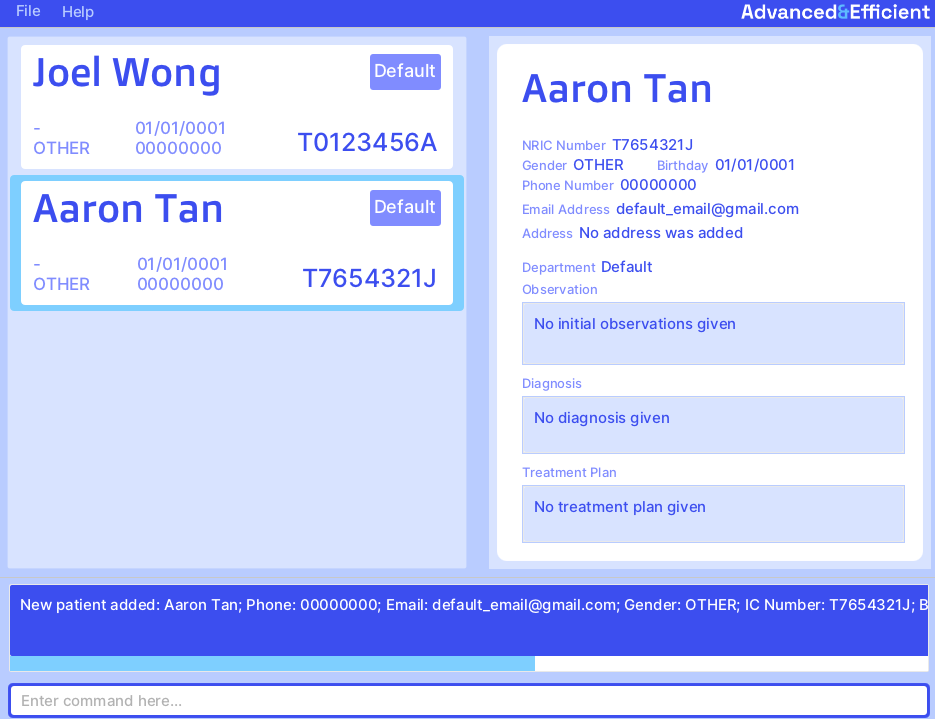 File Help Advanced&Efficient
Joel Wong Default
- 01/01/0001
OTHER 00000000 T0123456A
Aaron Tan Default
- 01/01/0001
OTHER 00000000 T7654321J
Aaron Tan
NRIC Number T7654321J
Gender OTHER Birthday 01/01/0001
Phone Number 00000000
Email Address default_email@gmail.com
Address No address was added
Department Default
Observation
No initial observations given
Diagnosis
No diagnosis given
Treatment Plan
No treatment plan given
New patient added: Aaron Tan; Phone: 00000000; Email: default_email@gmail.com; Gender: OTHER; IC Number: T7654321J; B
Enter command here...